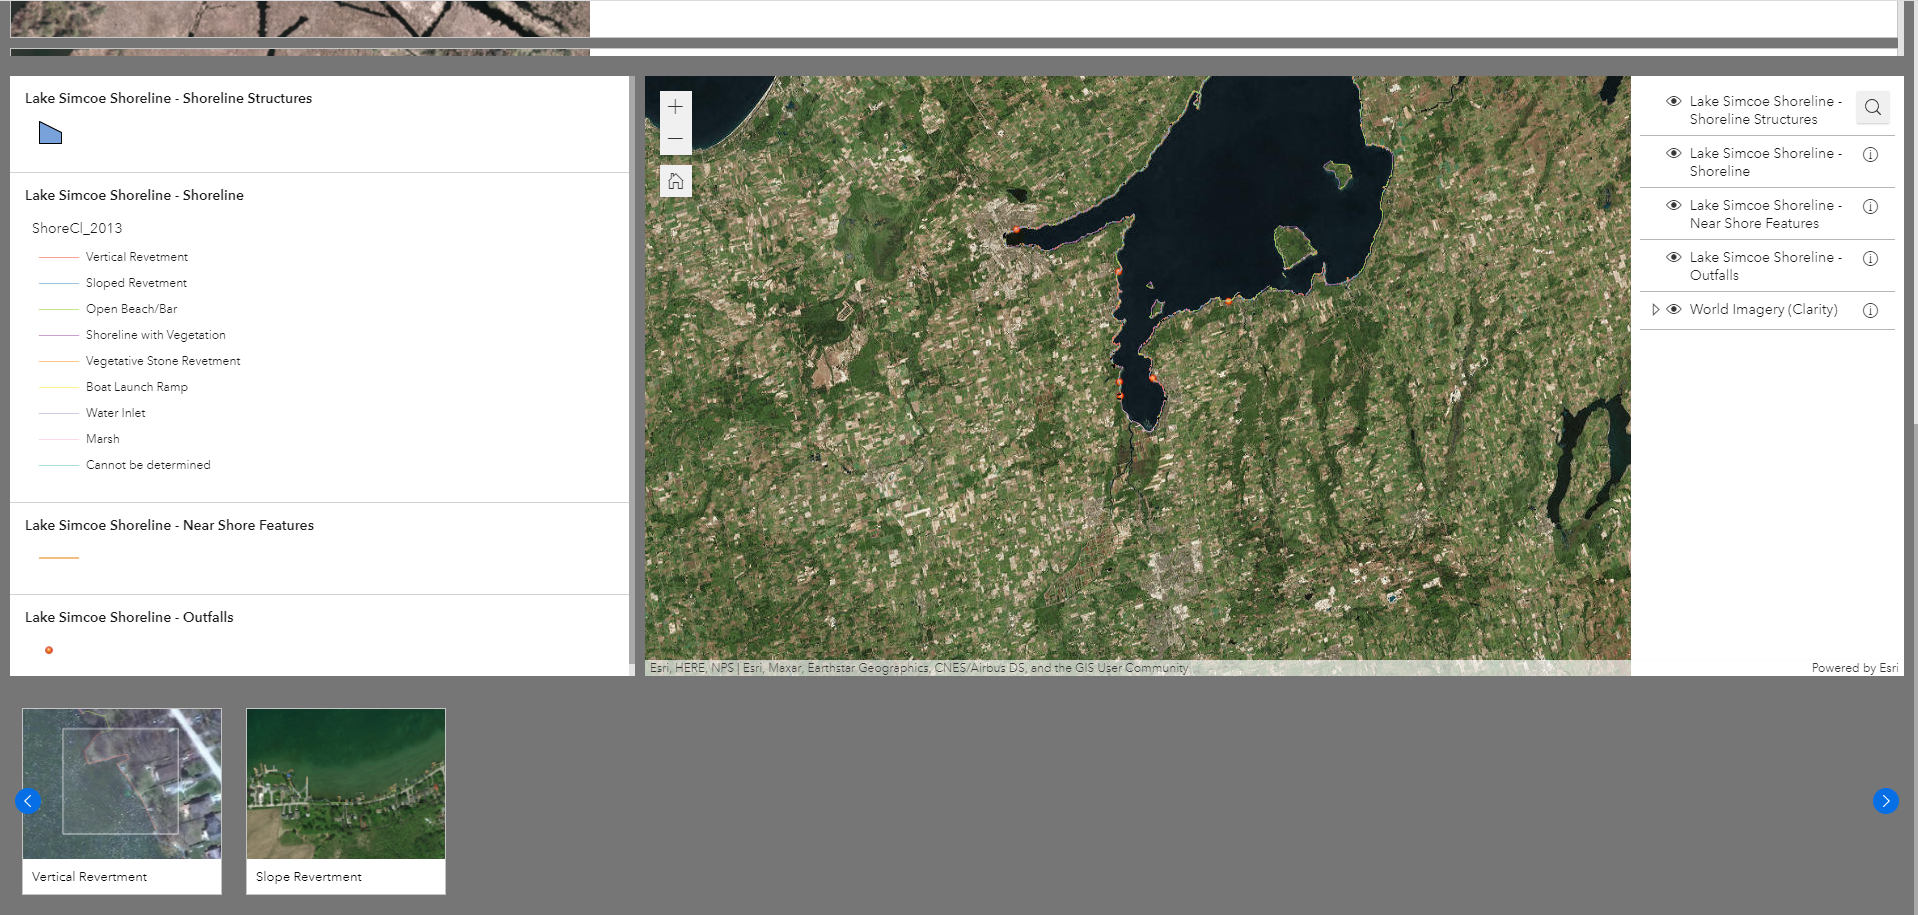 Lake Simcoe Shoreline - Shoreline Structures
Lake Simcoe Shoreline - Shoreline
ShoreCl_2013
Vertical Revetment
Sloped Revetment
Open Beach/Bar
Shoreline with Vegetation
Vegetative Stone Revetment
Boat Launch Ramp
Water Inlet
Marsh
Cannot be determined
Lake Simcoe Shoreline - Near Shore Features
Lake Simcoe Shoreline - Outfalls
Esri, HERE, NPS | Esri, Maxar, Earthstar Geographics, CNES/Airbus DS, and the GIS User Community
Lake Simcoe Shoreline -
Shoreline Structures
Lake Simcoe Shoreline -
Shoreline
Lake Simcoe Shoreline -
Near Shore Features
Lake Simcoe Shoreline -
Outfalls
World Imagery (Clarity)
Powered by Esri
Vertical Revertment
Slope Revertment